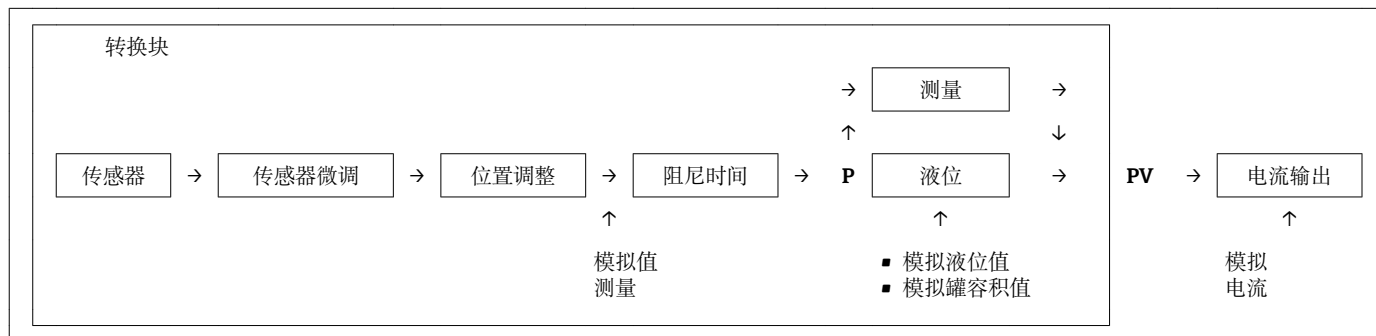 转换块
→ 测量 →
↑ ↓
传感器 → 传感器微调 → 位置调整 → 阻尼时间 → P 液位 → PV → 电流输出
↑ ↑ ↑
模拟值 ▪ 模拟液位值 模拟
测量 ▪ 模拟罐容积值 电流